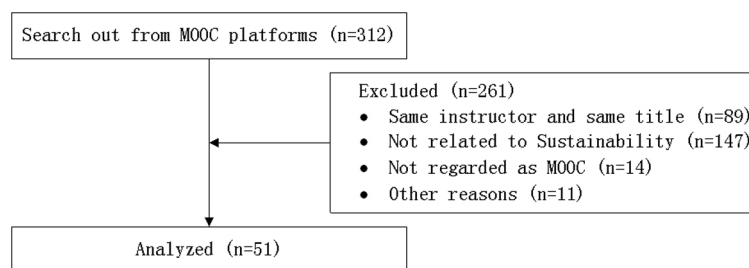 Search out from MOOC platforms (n=312)
Excluded (n=261)
● Same instructor and same title (n=89)
● Not related to Sustainability (n=147)
● Not regarded as MOOC (n=14)
● Other reasons (n=11)
Analyzed (n=51)